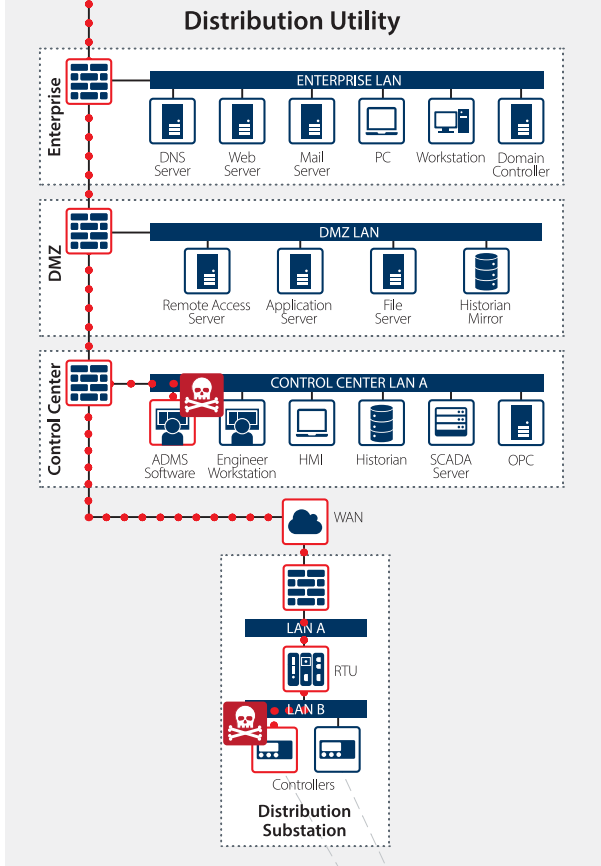 Distribution Utility
Enterprise
ENTERPRISE LAN
DNS
Server
Web
Server
Mail
Server
PC
Workstation
Domain
Controller
DMZ
DMZ LAN
Remote Access
Server
Application
Server
File
Server
Historian
Mirror
Control Center
CONTROL CENTER LAN A
ADMS
Software
Engineer
Workstation
HMI
Historian
SCADA
Server
OPC
WAN
LAN A
RTU
LAN B
Controllers
Distribution
Substation